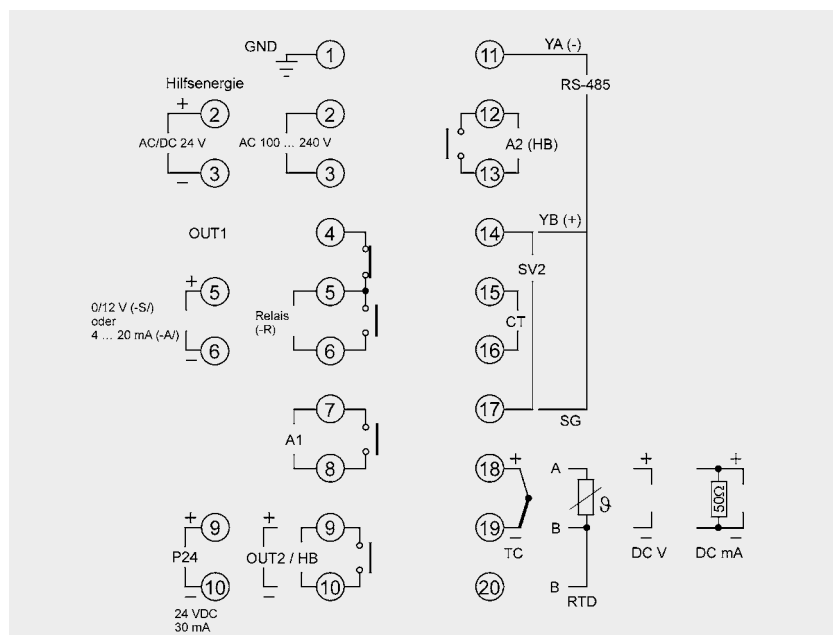 GND
1
11
YA (-)
RS-485
Hilfsenergie
+
2
2
12
AC/DC 24 V
AC 100 ... 240 V
A2 (HB)
–
3
3
13
OUT1
4
14
YB (+)
SV2
+
5
5
15
0/12 V (-S/)
oder
4 ... 20 mA (-A/)
Relais
(-R)
CT
–
6
6
16
7
17
SG
A1
8
18
+
A
+
+
50Ω
ϑ
+
9
+
9
19
–
TC
B
–
DC V
–
DC mA
P24
OUT2 / HB
–
10
–
10
20
B
RTD
24 VDC
30 mA